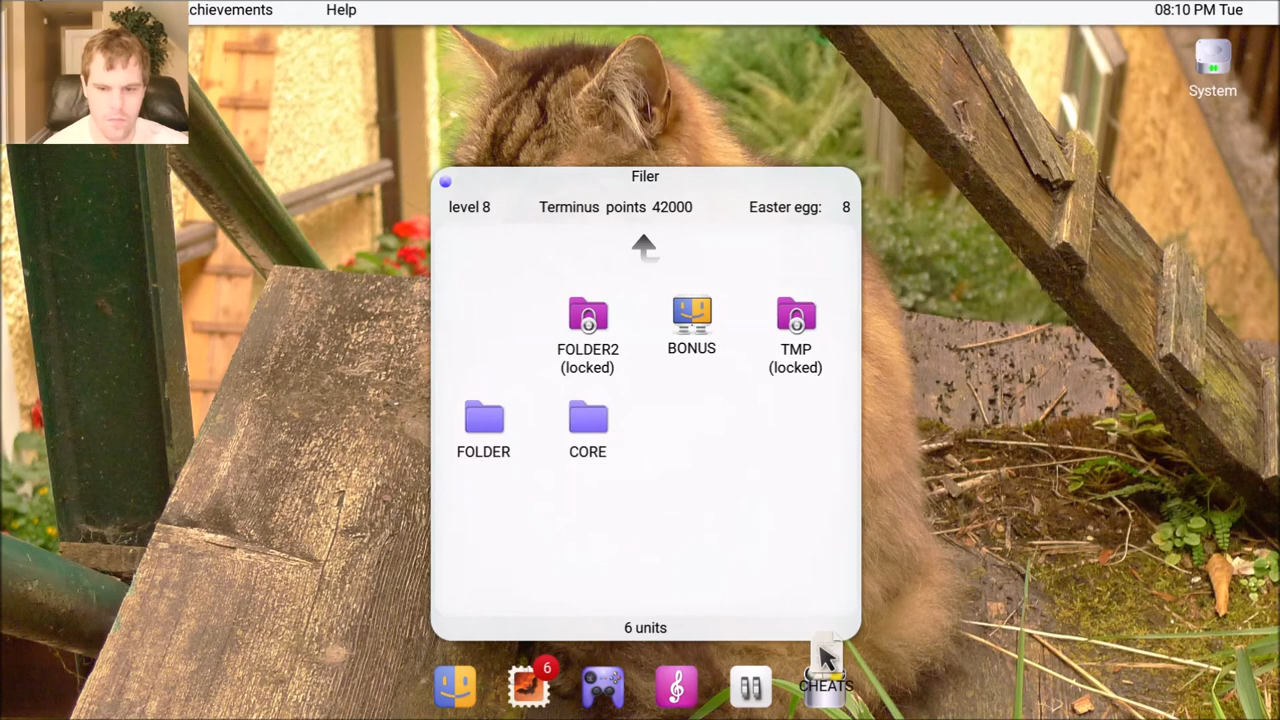 chievements Help 08:10 PM Tue
System
Filer
level 8 Terminus points 42000 Easter egg: 8
FOLDER2 (locked)
BONUS
TMP (locked)
FOLDER
CORE
6 units
6
CHEATS